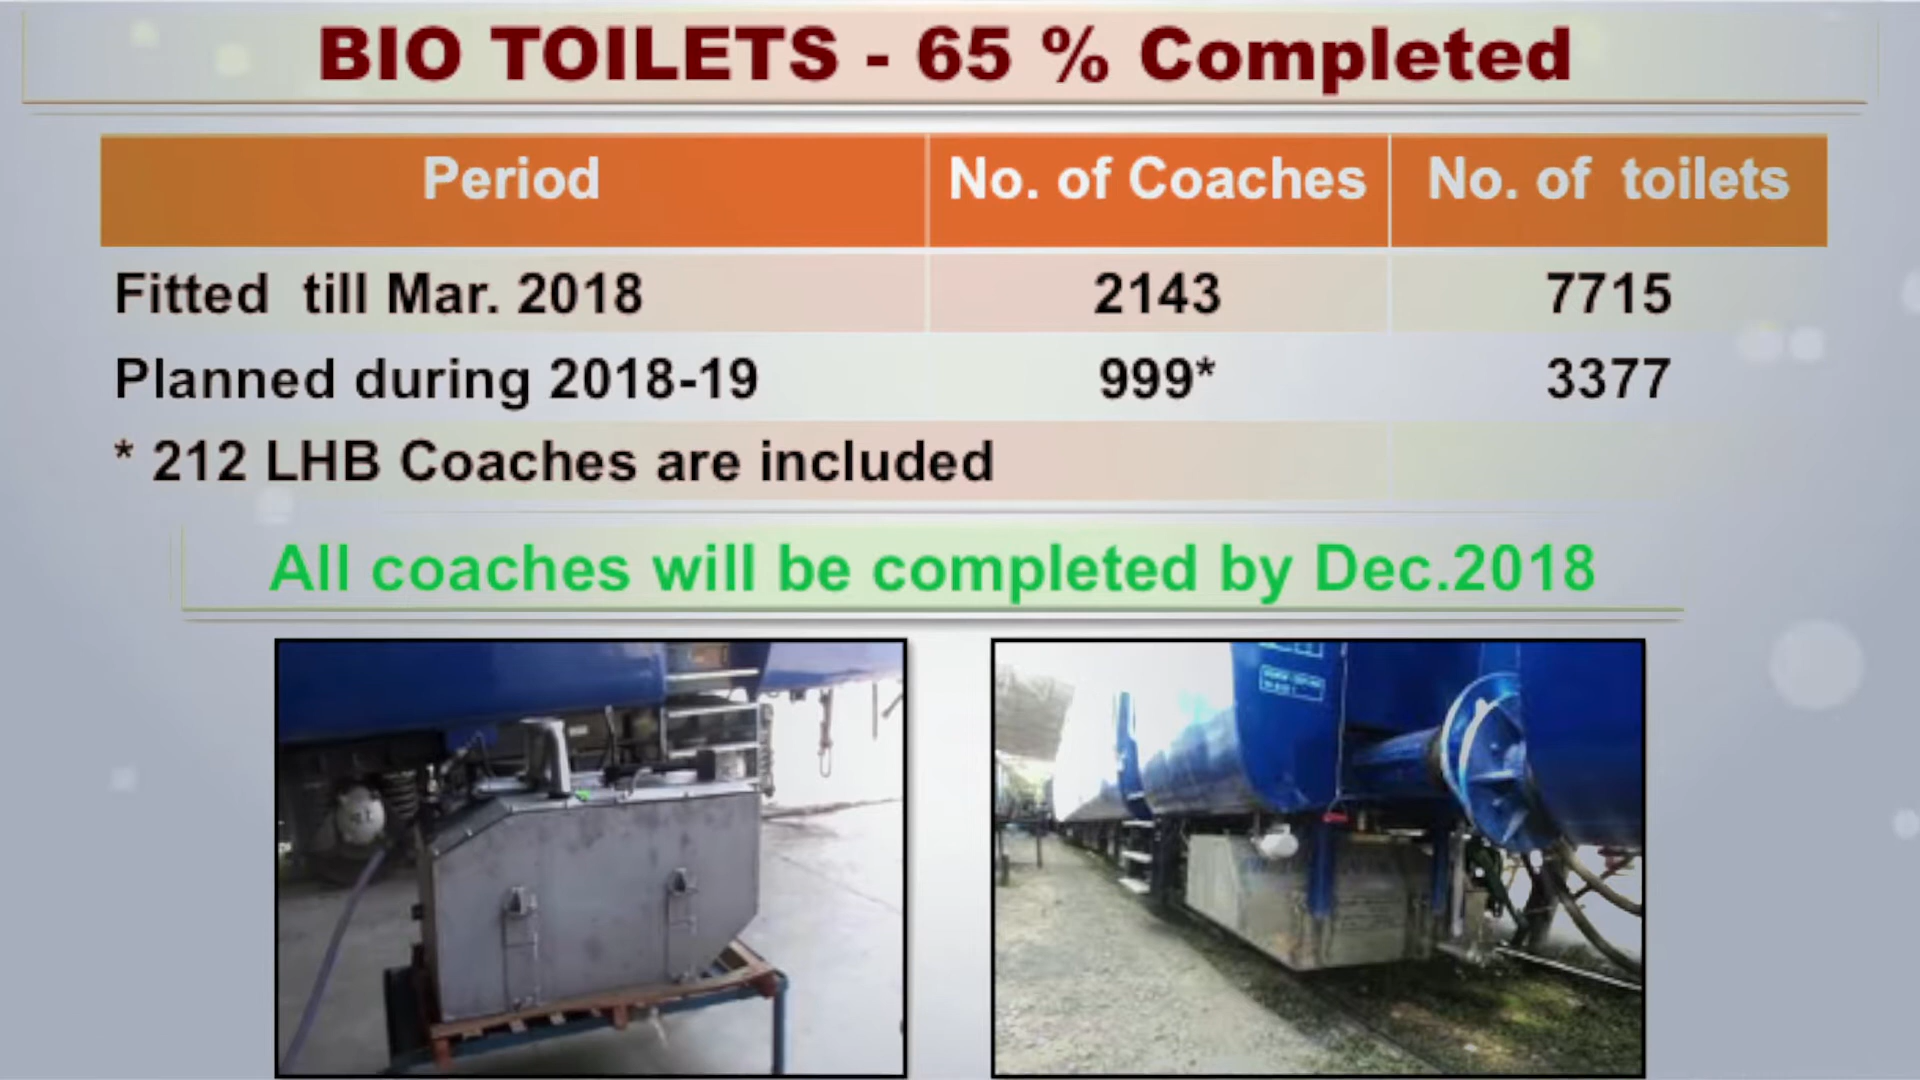 BIO TOILETS - 65 % Completed
Period No. of Coaches No. of toilets
Fitted till Mar. 2018 2143 7715
Planned during 2018-19 999* 3377
* 212 LHB Coaches are included
All coaches will be completed by Dec.2018